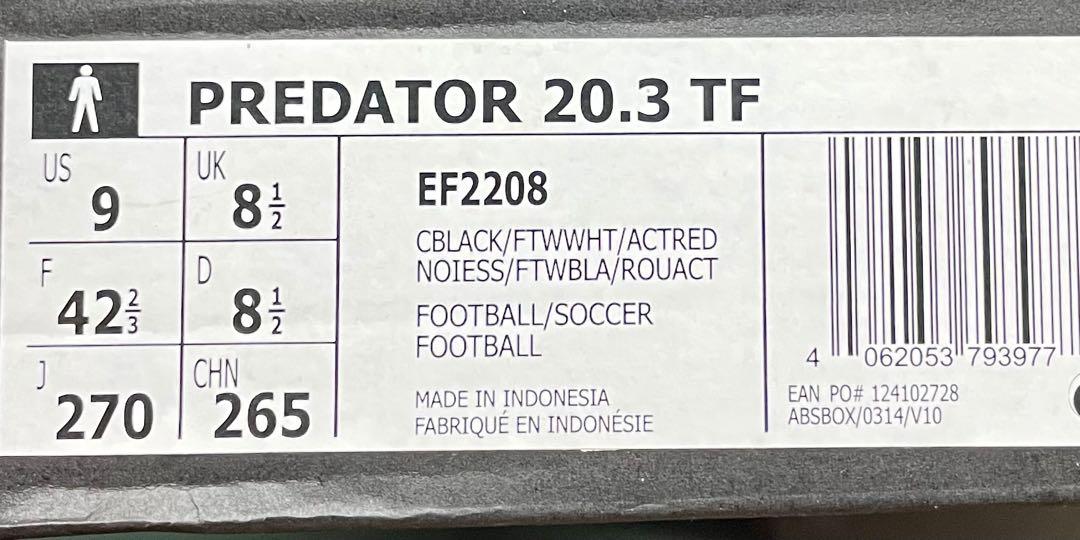 PREDATOR 20.3 TF
US 9
UK 8 1/2
F 42 2/3
D 8 1/2
J 270
CHN 265
EF2208
CBLACK/FTWWHT/ACTRED
NOIESS/FTWBLA/ROUACT
FOOTBALL/SOCCER
FOOTBALL
MADE IN INDONESIA
FABRIQUÉ EN INDONÉSIE
4 062053 793977
EAN PO# 124102728
ABSBOX/0314/V10